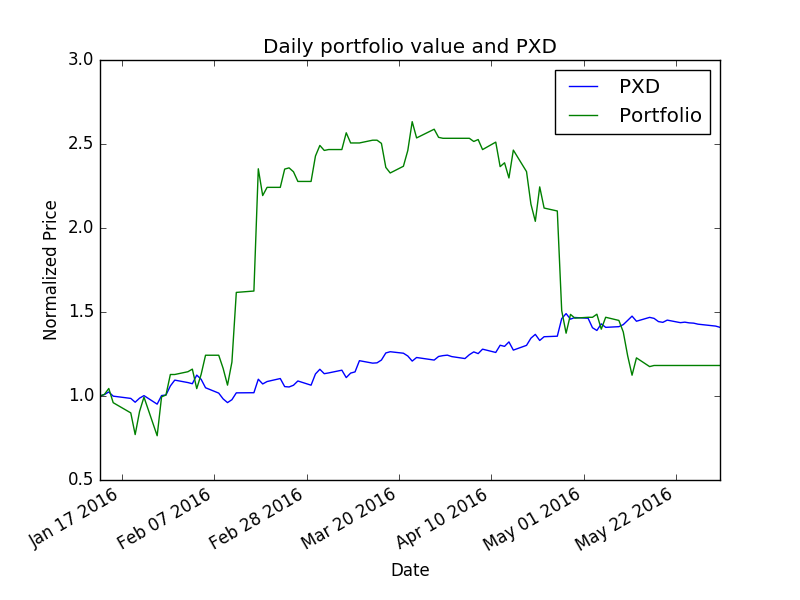 Daily portfolio value and PXD
3.0
2.5
2.0
1.5
1.0
0.5
Normalized Price
PXD
Portfolio
Jan 17 2016
Feb 07 2016
Feb 28 2016
Mar 20 2016
Apr 10 2016
May 01 2016
May 22 2016
Date